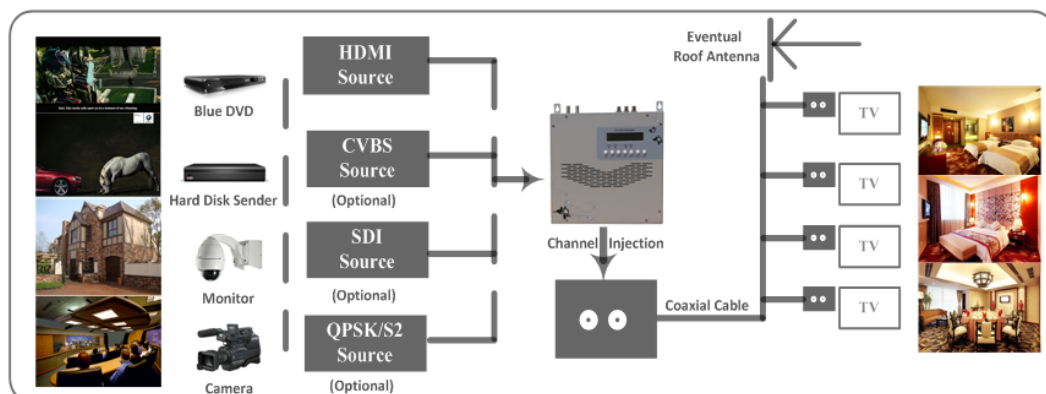 Blue DVD
Hard Disk Sender
Monitor
Camera
HDMI
Source
CVBS
Source
(Optional)
SDI
Source
(Optional)
QPSK/S2
Source
(Optional)
Channel Injection
Coaxial Cable
Eventual
Roof Antenna
TV
TV
TV
TV